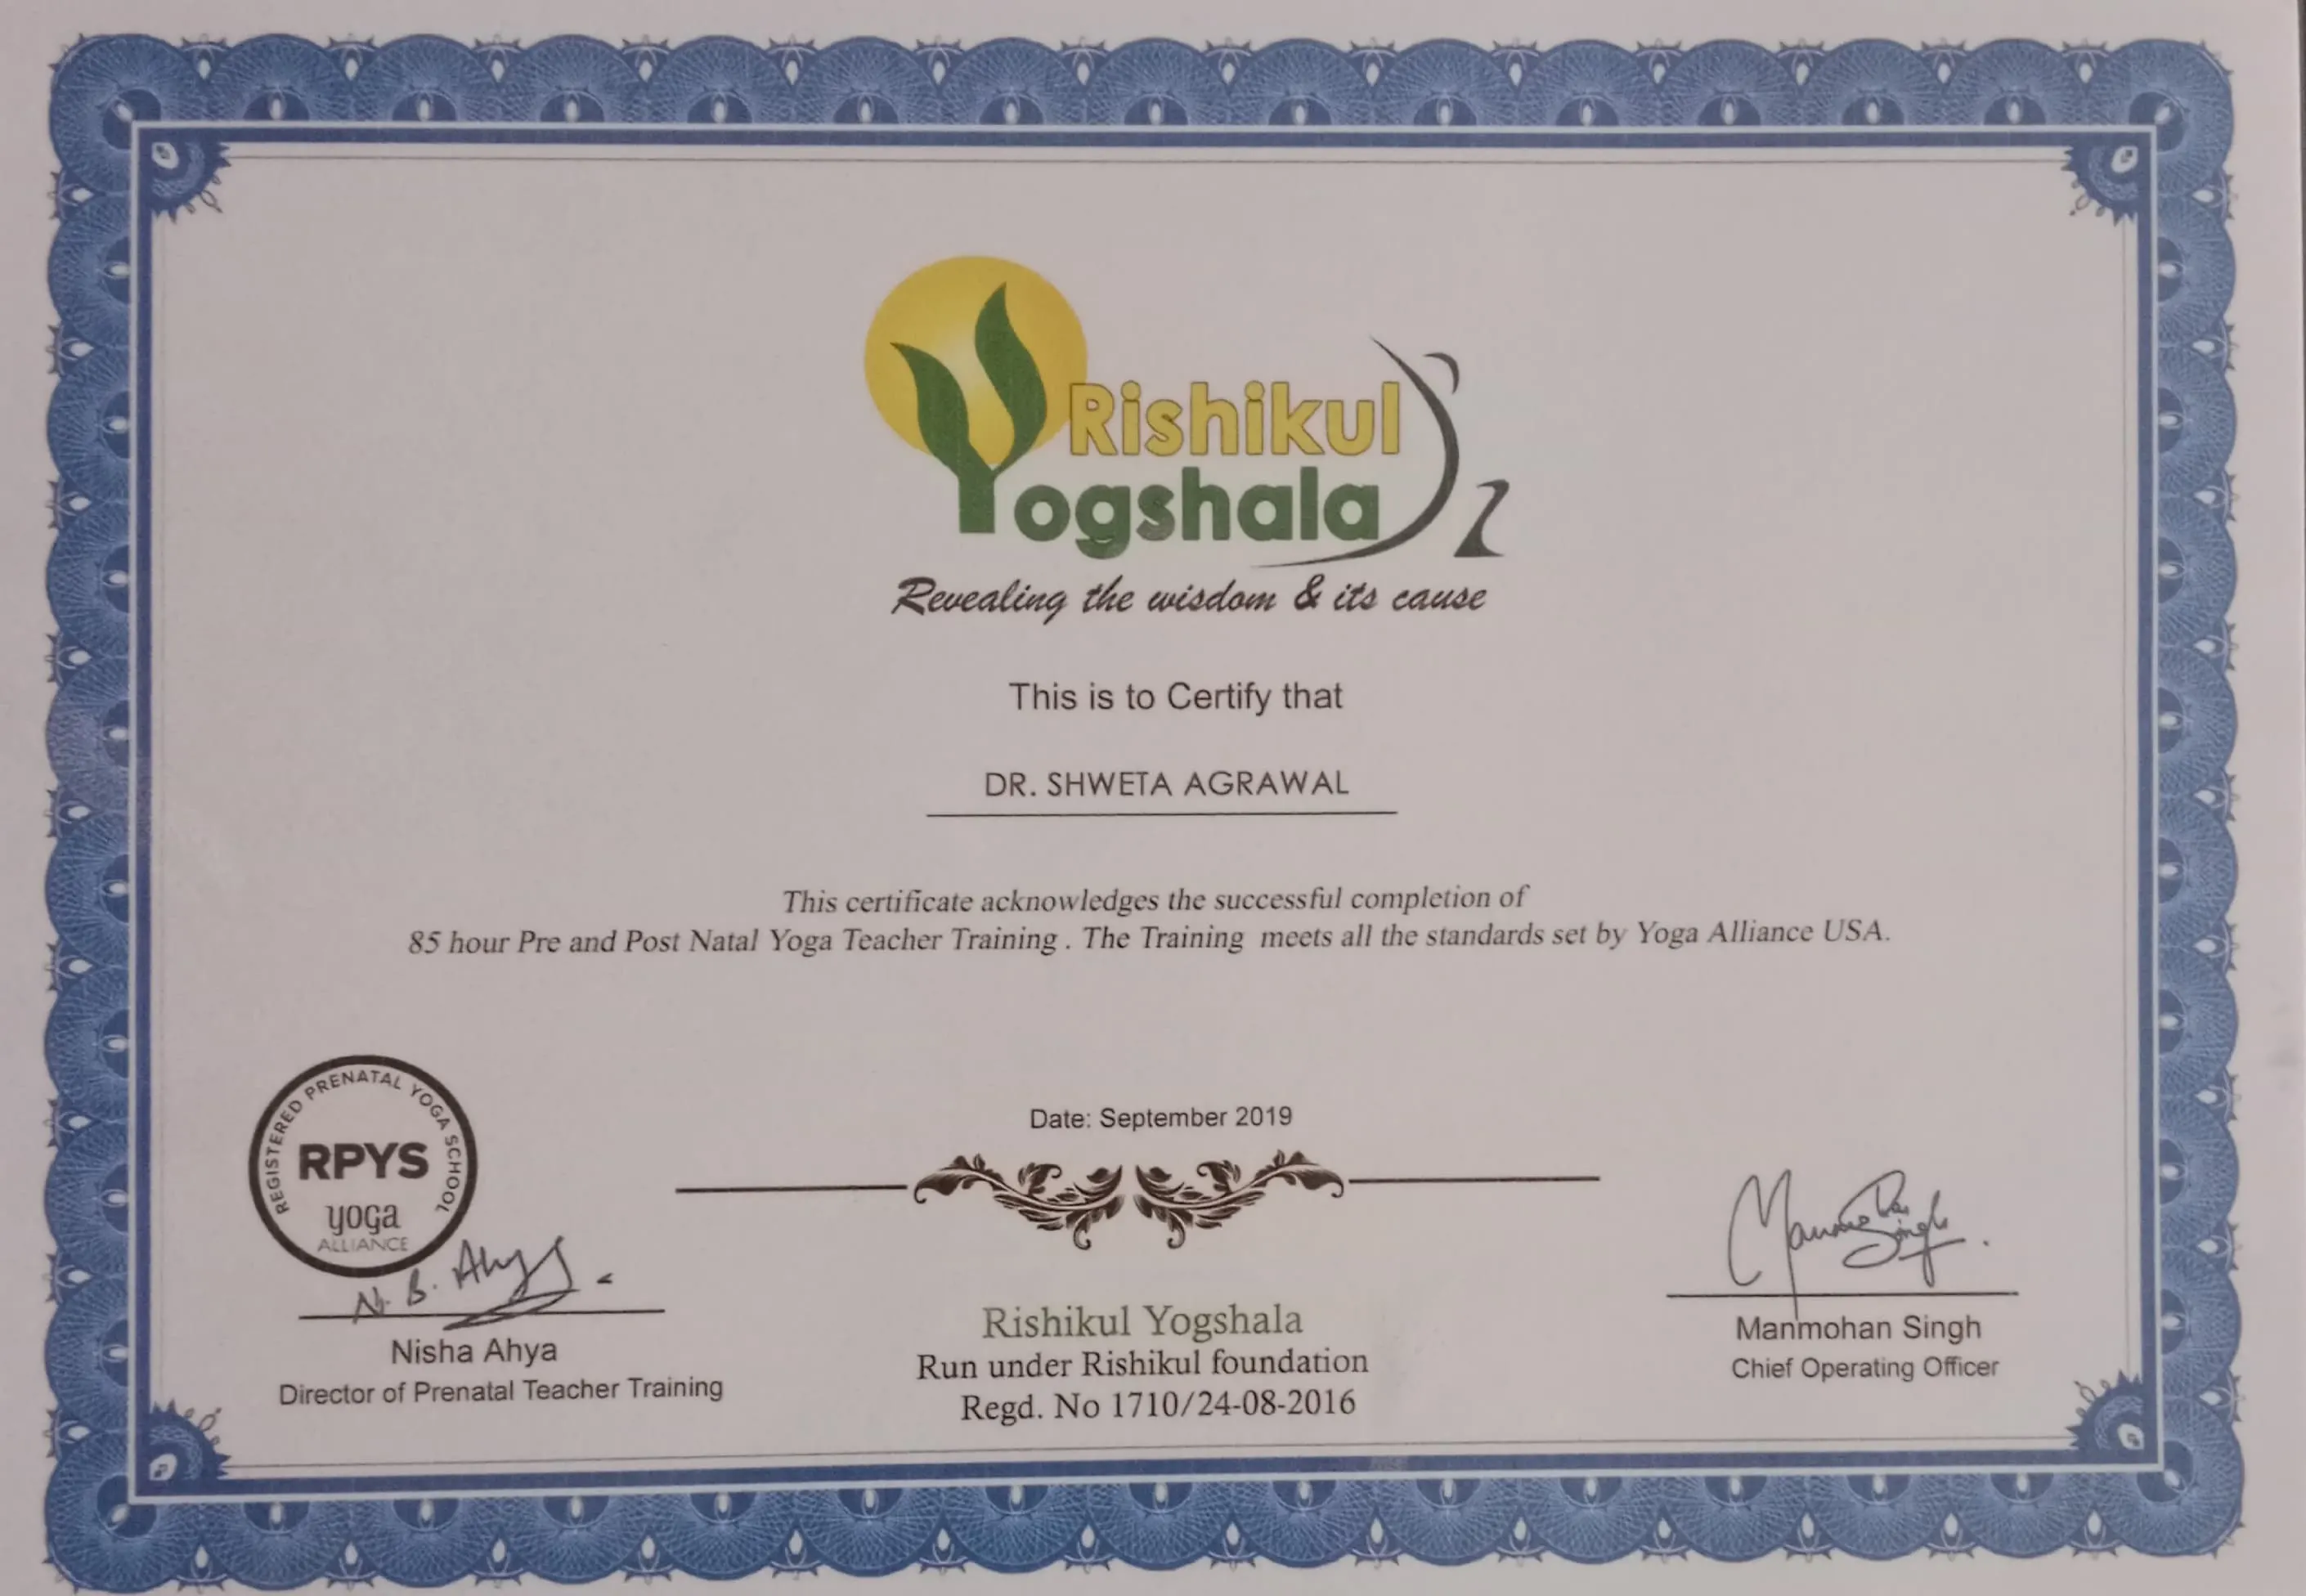 Rishikul
Yogshala
Revealing the wisdom & its cause
This is to Certify that
DR. SHWETA AGRAWAL
This certificate acknowledges the successful completion of
85 hour Pre and Post Natal Yoga Teacher Training . The Training meets all the standards set by Yoga Alliance USA.
REGISTERED PRENATAL YOGA SCHOOL
RPYS
yoga
ALLIANCE
Date: September 2019
N. B. Ahya
Manmohan Singh
Nisha Ahya
Director of Prenatal Teacher Training
Rishikul Yogshala
Run under Rishikul foundation
Regd. No 1710/24-08-2016
Manmohan Singh
Chief Operating Officer